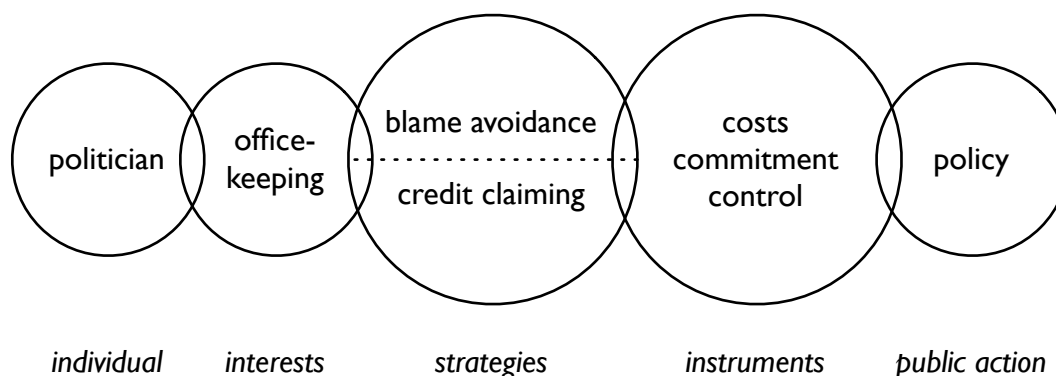 politician
office-
keeping
blame avoidance
credit claiming
costs
commitment
control
policy
individual interests strategies instruments public action